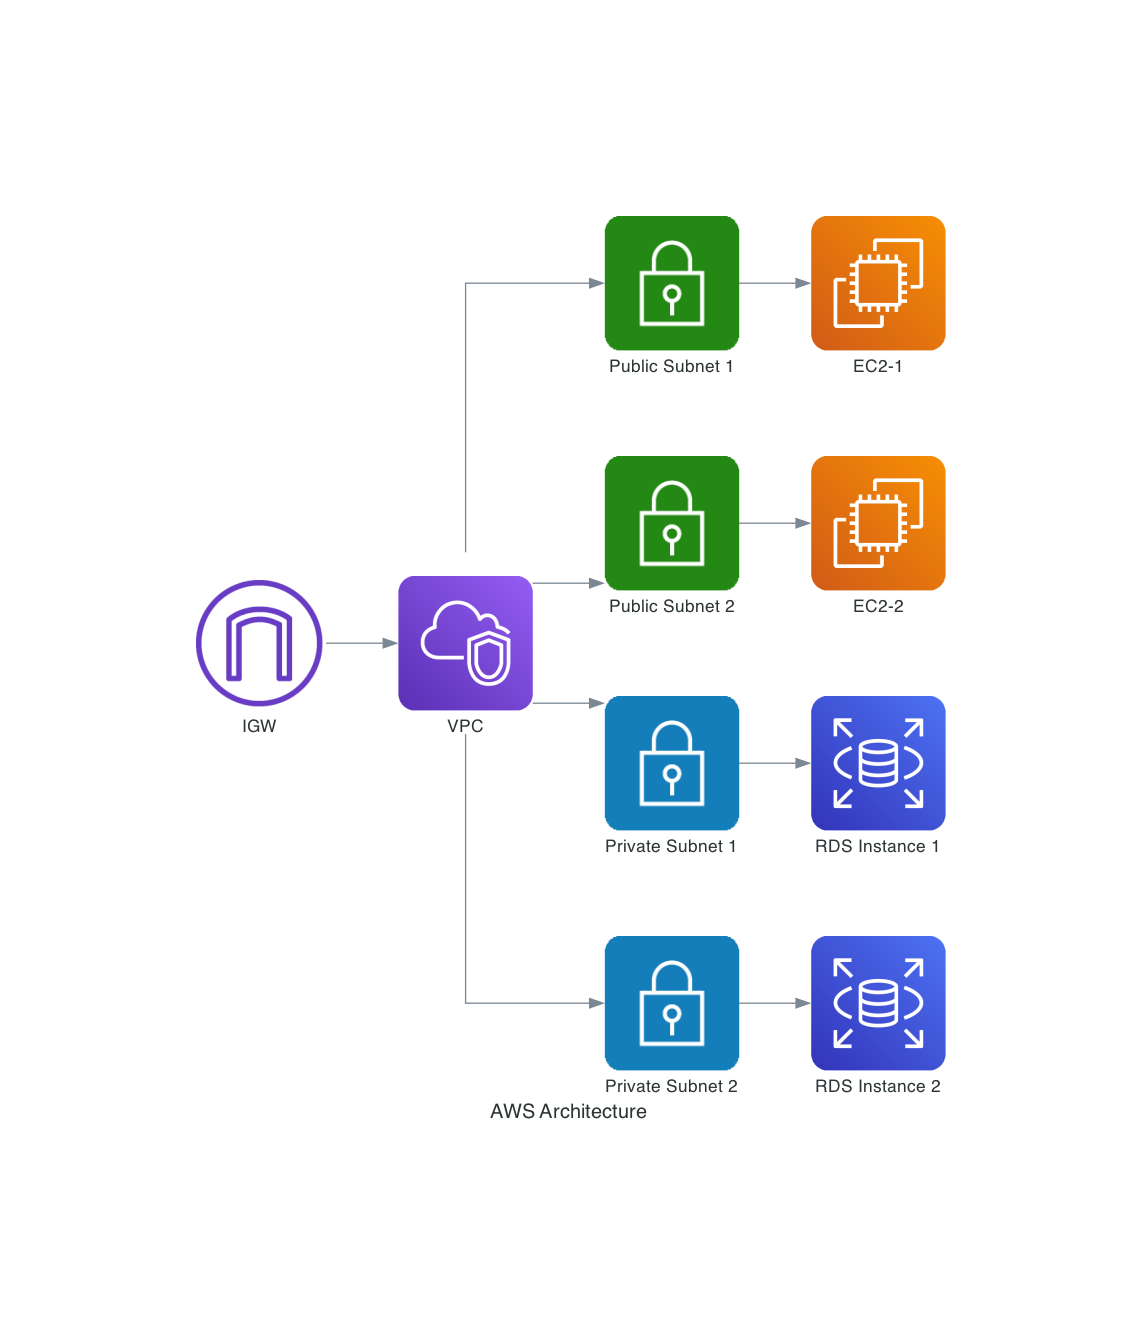 Public Subnet 1
EC2-1
Public Subnet 2
EC2-2
IGW
VPC
Private Subnet 1
RDS Instance 1
Private Subnet 2
RDS Instance 2
AWS Architecture